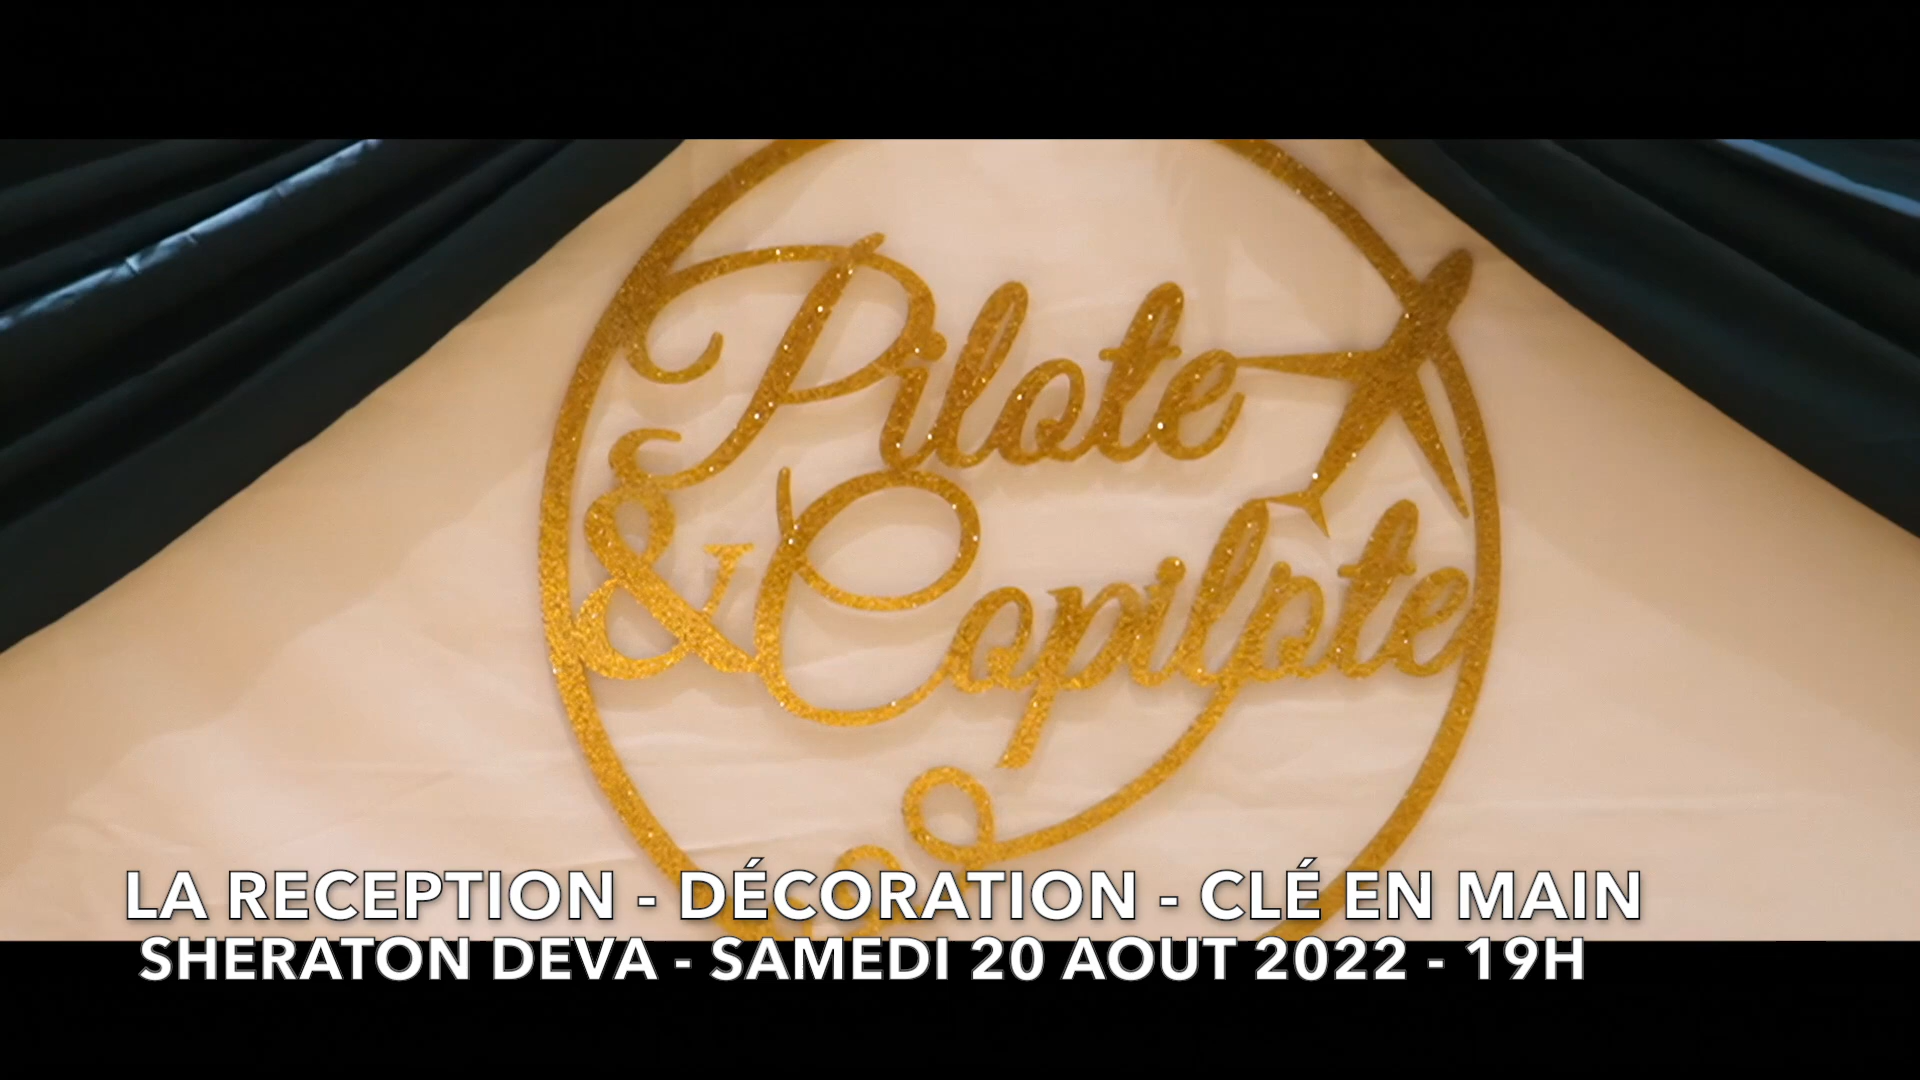 Pilote
& Copilote
LA RECEPTION - DÉCORATION - CLÉ EN MAIN
SHERATON DEVA - SAMEDI 20 AOUT 2022 - 19H